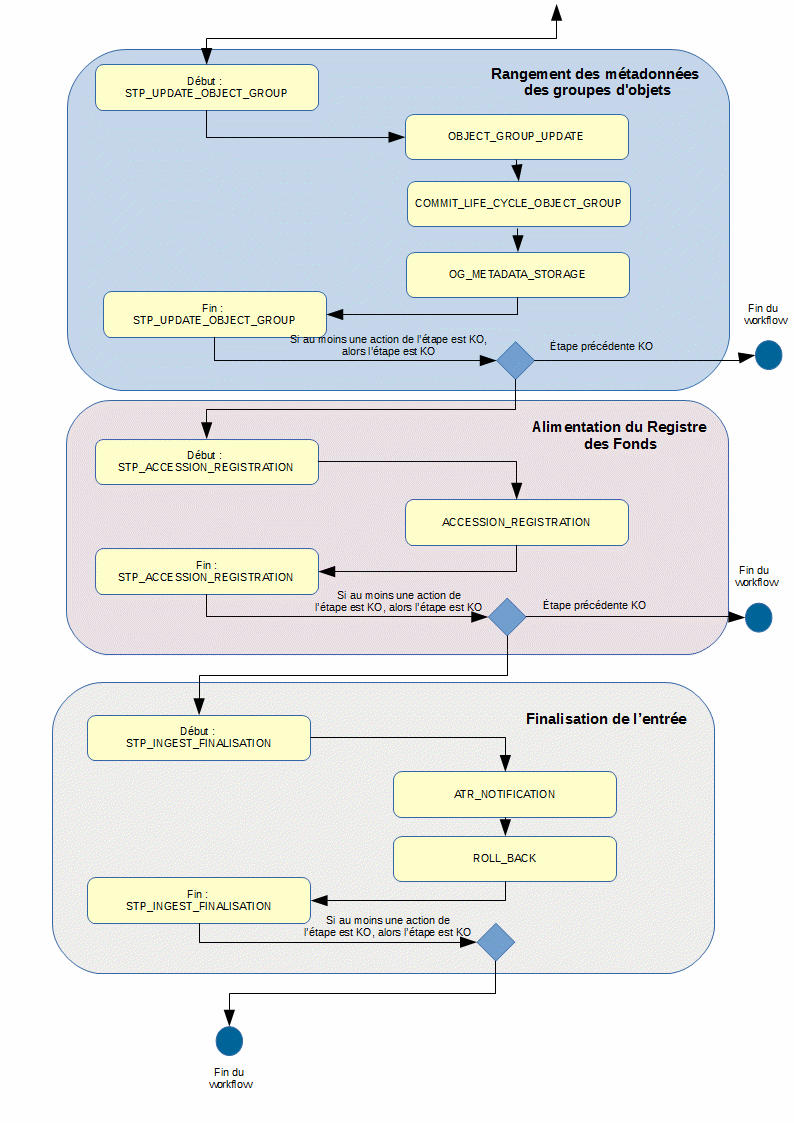 Rangement des métadonnées
des groupes d'objets
Début :
STP_UPDATE_OBJECT_GROUP
OBJECT_GROUP_UPDATE
COMMIT_LIFE_CYCLE_OBJECT_GROUP
OG_METADATA_STORAGE
Fin :
STP_UPDATE_OBJECT_GROUP
Si au moins une action de l'étape est KO,
alors l'étape est KO
Étape précédente KO
Fin du
workflow
Alimentation du Registre
des Fonds
Début :
STP_ACCESSION_REGISTRATION
ACCESSION_REGISTRATION
Fin :
STP_ACCESSION_REGISTRATION
Si au moins une action de
l'étape est KO, alors l'étape est KO
Étape précédente KO
Fin du
workflow
Finalisation de l'entrée
Début :
STP_INGEST_FINALISATION
ATR_NOTIFICATION
ROLL_BACK
Fin :
STP_INGEST_FINALISATION
Si au moins une action de
l'étape est KO, alors l'étape est KO
Fin du
workflow